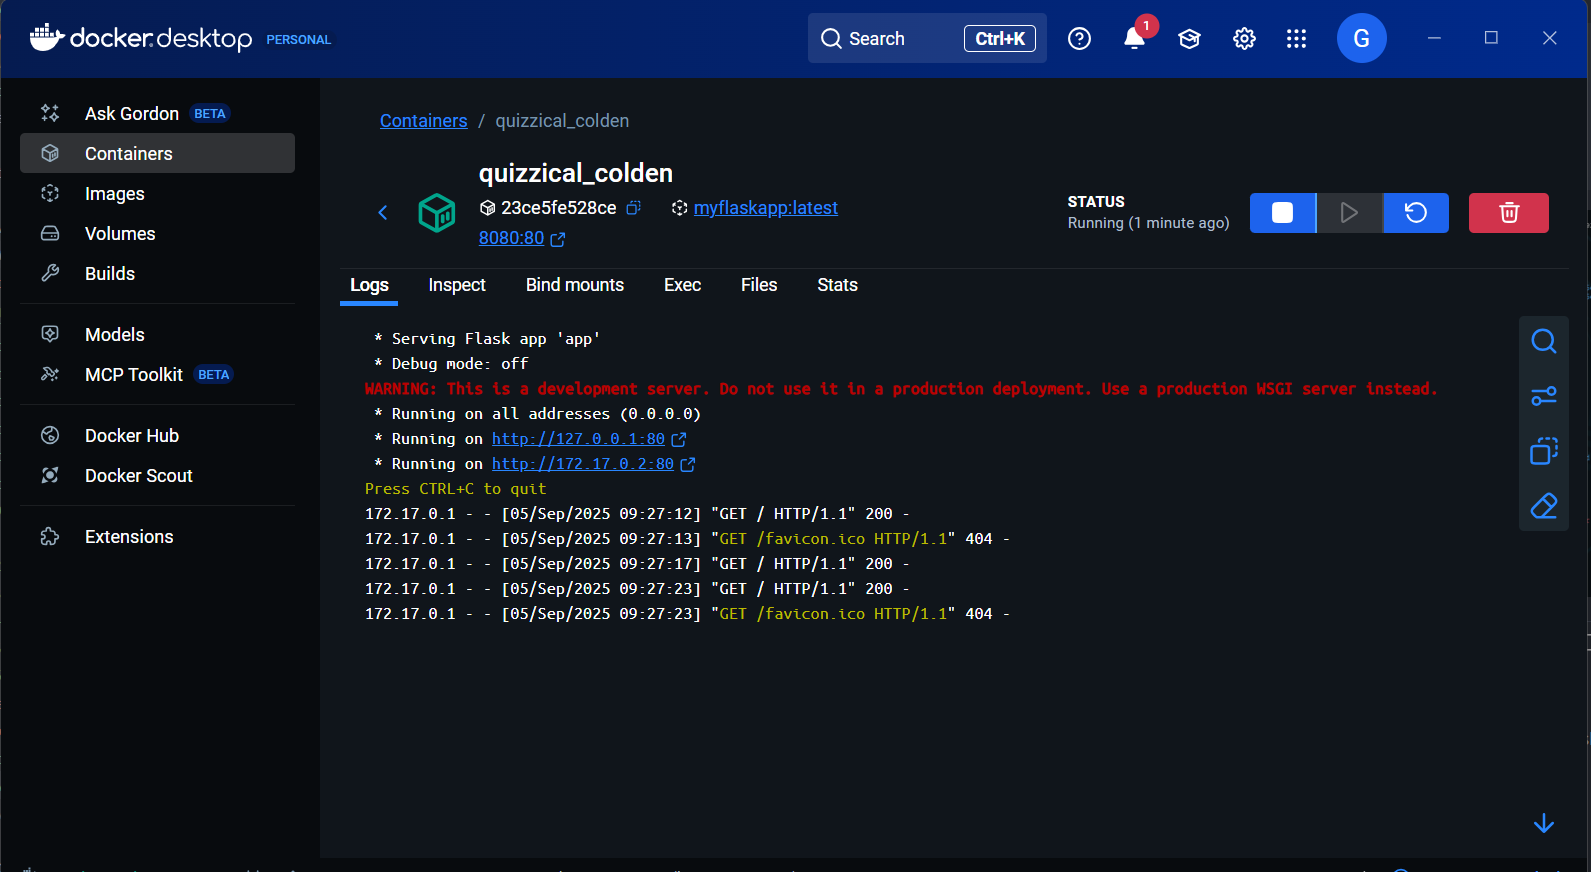 docker.desktop PERSONAL
Search Ctrl+K
1
G
Ask Gordon BETA
Containers
Images
Volumes
Builds
Models
MCP Toolkit BETA
Docker Hub
Docker Scout
Extensions
Containers / quizzical_colden
quizzical_colden
23ce5fe528ce myflaskapp:latest
8080:80
STATUS
Running (1 minute ago)
Logs Inspect Bind mounts Exec Files Stats
* Serving Flask app 'app'
* Debug mode: off
WARNING: This is a development server. Do not use it in a production deployment. Use a production WSGI server instead.
* Running on all addresses (0.0.0.0)
* Running on http://127.0.0.1:80
* Running on http://172.17.0.2:80
Press CTRL+C to quit
172.17.0.1 - - [05/Sep/2025 09:27:12] "GET / HTTP/1.1" 200 -
172.17.0.1 - - [05/Sep/2025 09:27:13] "GET /favicon.ico HTTP/1.1" 404 -
172.17.0.1 - - [05/Sep/2025 09:27:17] "GET / HTTP/1.1" 200 -
172.17.0.1 - - [05/Sep/2025 09:27:23] "GET / HTTP/1.1" 200 -
172.17.0.1 - - [05/Sep/2025 09:27:23] "GET /favicon.ico HTTP/1.1" 404 -